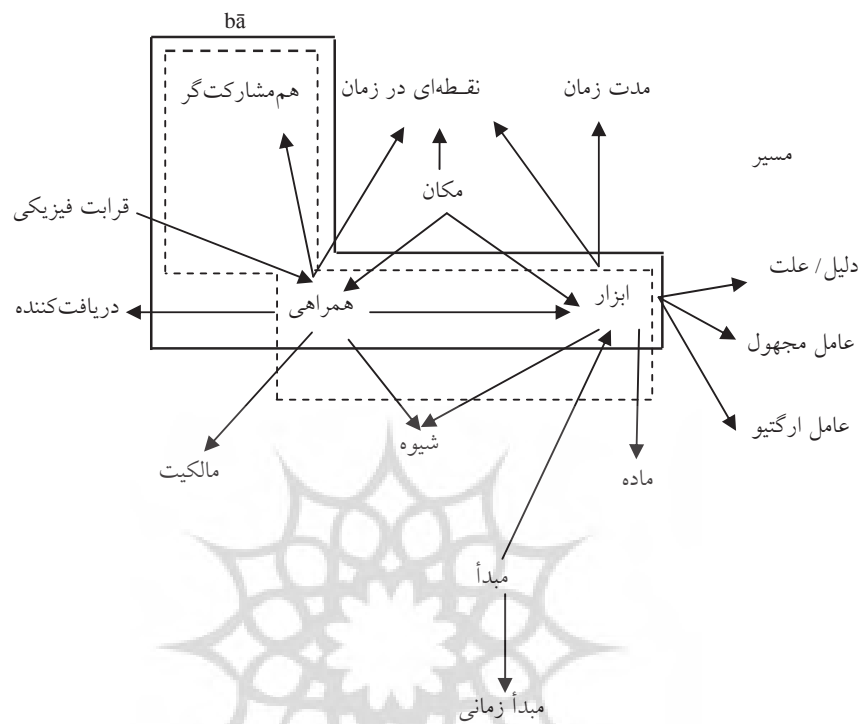 bā
هم‌مشارکت‌گر
نقطه‌ای در زمان
مدت زمان
مسیر
مکان
قرابت فیزیکی
دلیل/ علت
ابزار
همراهی
دریافت‌کننده
عامل مجهول
عامل ارگتیو
شیوه
مالکیت
ماده
مبدأ
مبدأ زمانی